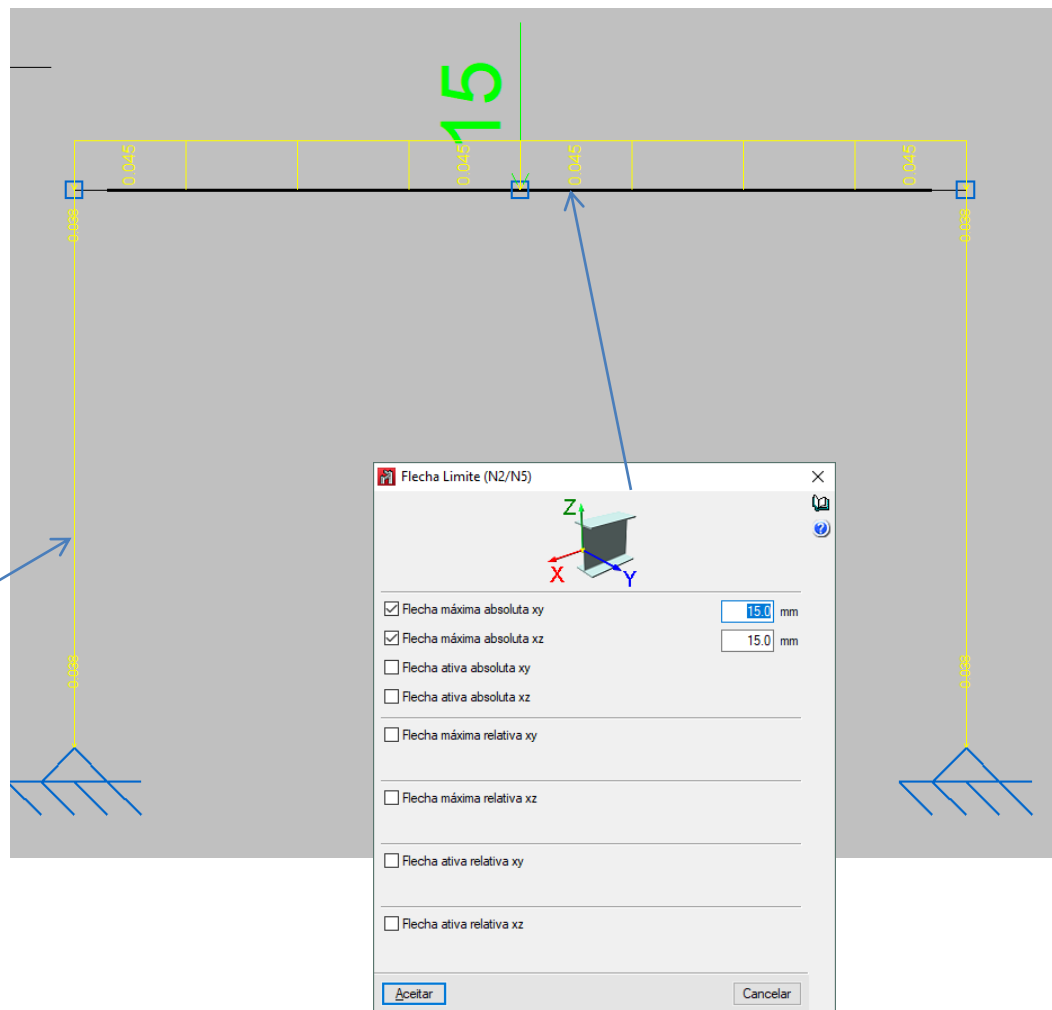 15
0.045
0.045
0.045
0.045
0.038
0.038
0.038
0.038
Flecha Limite (N2/N5)
Z
X
Y
Flecha máxima absoluta xy 15.0 mm
Flecha máxima absoluta xz 15.0 mm
Flecha ativa absoluta xy
Flecha ativa absoluta xz
Flecha máxima relativa xy
Flecha máxima relativa xz
Flecha ativa relativa xy
Flecha ativa relativa xz
Aceitar Cancelar